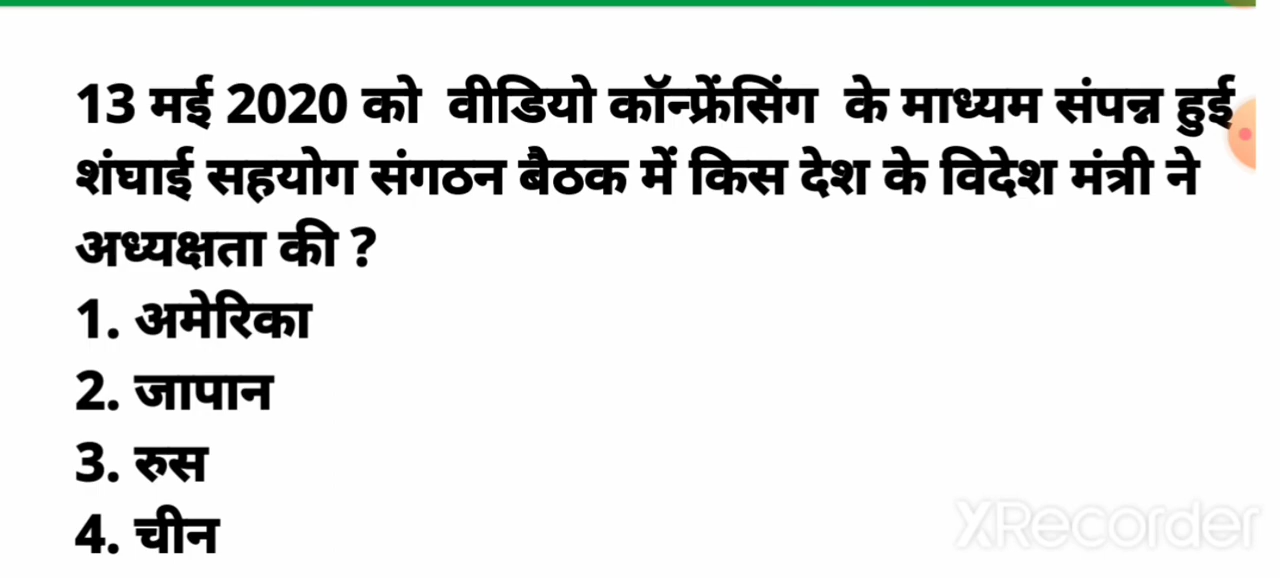 13 मई 2020 को वीडियो कॉन्फ्रेंसिंग के माध्यम संपन्न हुई
शंघाई सहयोग संगठन बैठक में किस देश के विदेश मंत्री ने
अध्यक्षता की ?
1. अमेरिका
2. जापान
3. रुस
4. चीन
XRecorder